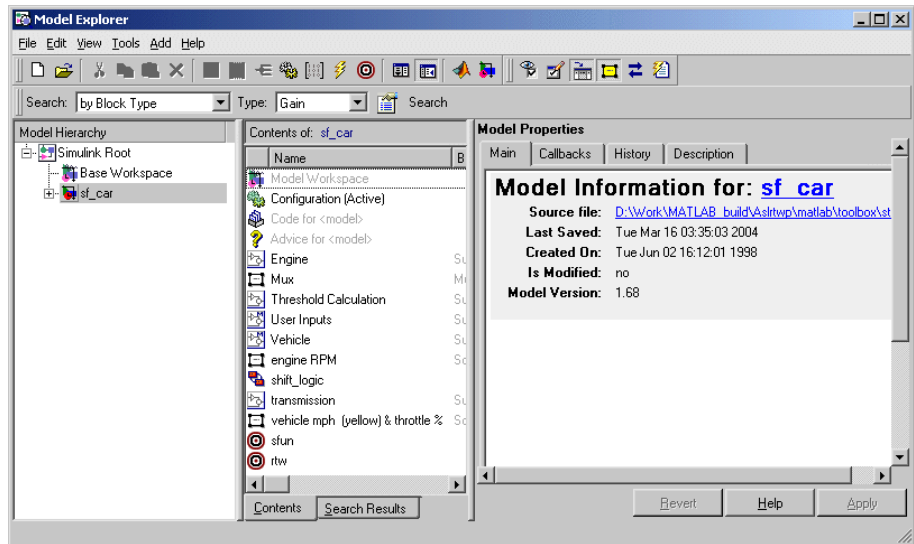 Model Explorer
File Edit View Tools Add Help
Search: by Block Type Type: Gain Search
Model Hierarchy
Simulink Root
Base Workspace
sf_car
Contents of: sf_car
Name B
Model Workspace
Configuration (Active)
Code for <model>
Advice for <model>
Engine Su
Mux Mu
Threshold Calculation Su
User Inputs Su
Vehicle Su
engine RPM Sc
shift_logic
transmission Su
vehicle mph (yellow) & throttle % Sc
sfun
rtw
Contents Search Results
Model Properties
Main Callbacks History Description
Model Information for: sf_car
Source file: D:\Work\MATLAB_build\Aslrtwp\matlab\toolbox\st
Last Saved: Tue Mar 16 03:35:03 2004
Created On: Tue Jun 02 16:12:01 1998
Is Modified: no
Model Version: 1.68
Revert Help Apply